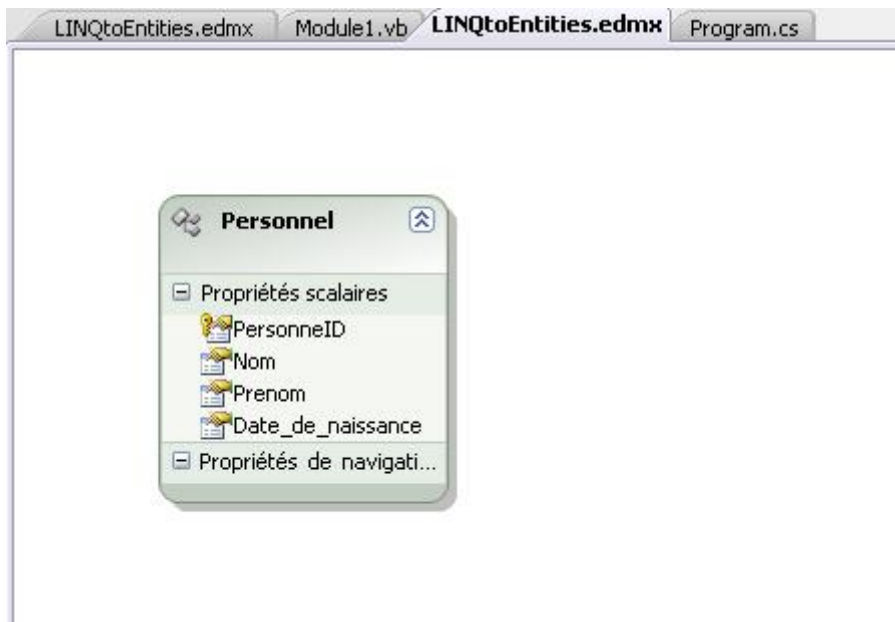 LINQtoEntities.edmx Module1.vb LINQtoEntities.edmx Program.cs
Personnel
Propriétés scalaires
PersonneID
Nom
Prenom
Date_de_naissance
Propriétés de navigati...